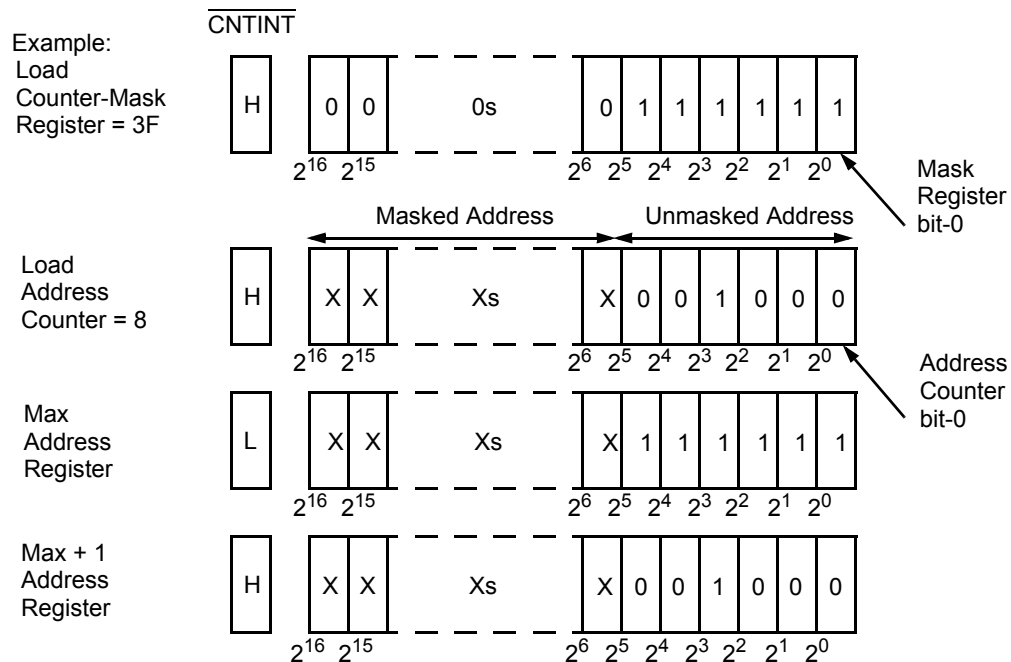 CNTINT
Example:
Load
Counter-Mask
Register = 3F
H 0 0 0s 0 1 1 1 1 1 1
2^16 2^15 2^6 2^5 2^4 2^3 2^2 2^1 2^0
Mask
Register
bit-0
Masked Address Unmasked Address
Load
Address
Counter = 8
H X X Xs X 0 0 1 0 0 0
2^16 2^15 2^6 2^5 2^4 2^3 2^2 2^1 2^0
Address
Counter
bit-0
Max
Address
Register
L X X Xs X 1 1 1 1 1 1
2^16 2^15 2^6 2^5 2^4 2^3 2^2 2^1 2^0
Max + 1
Address
Register
H X X Xs X 0 0 1 0 0 0
2^16 2^15 2^6 2^5 2^4 2^3 2^2 2^1 2^0